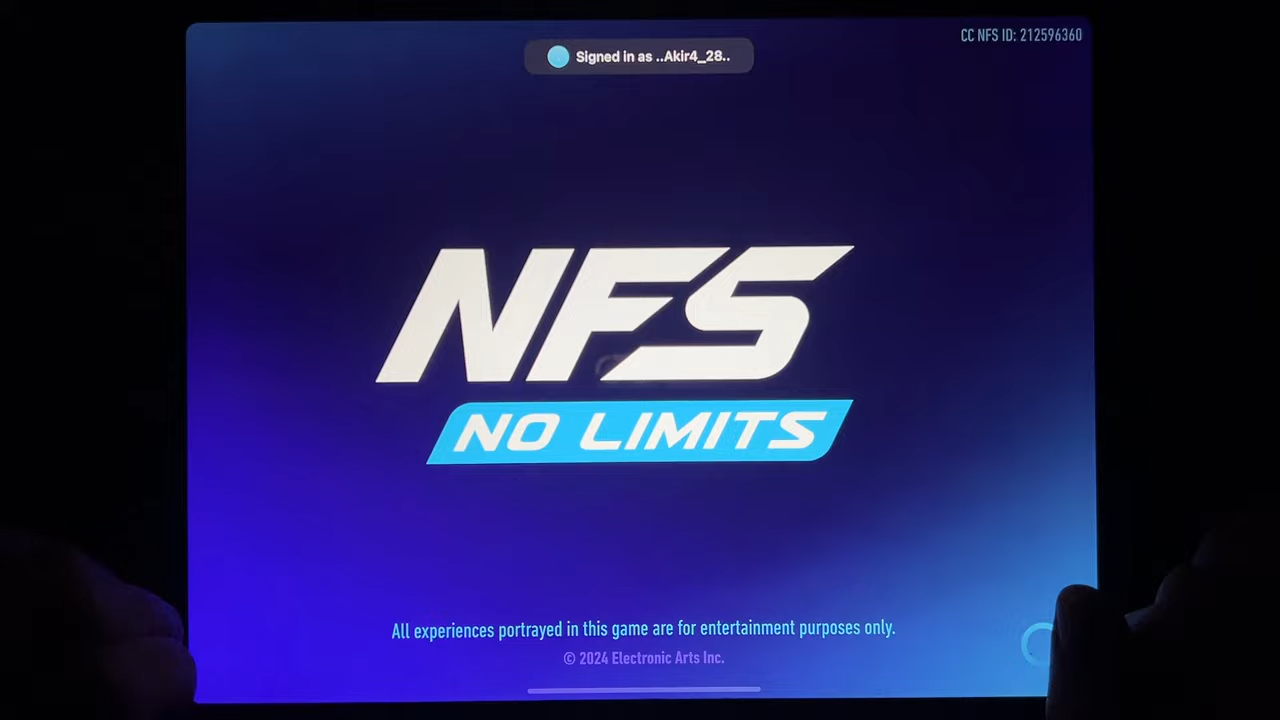 CC NFS ID: 212596360
Signed in as ..Akir4_28..
NFS
NO LIMITS
All experiences portrayed in this game are for entertainment purposes only.
© 2024 Electronic Arts Inc.